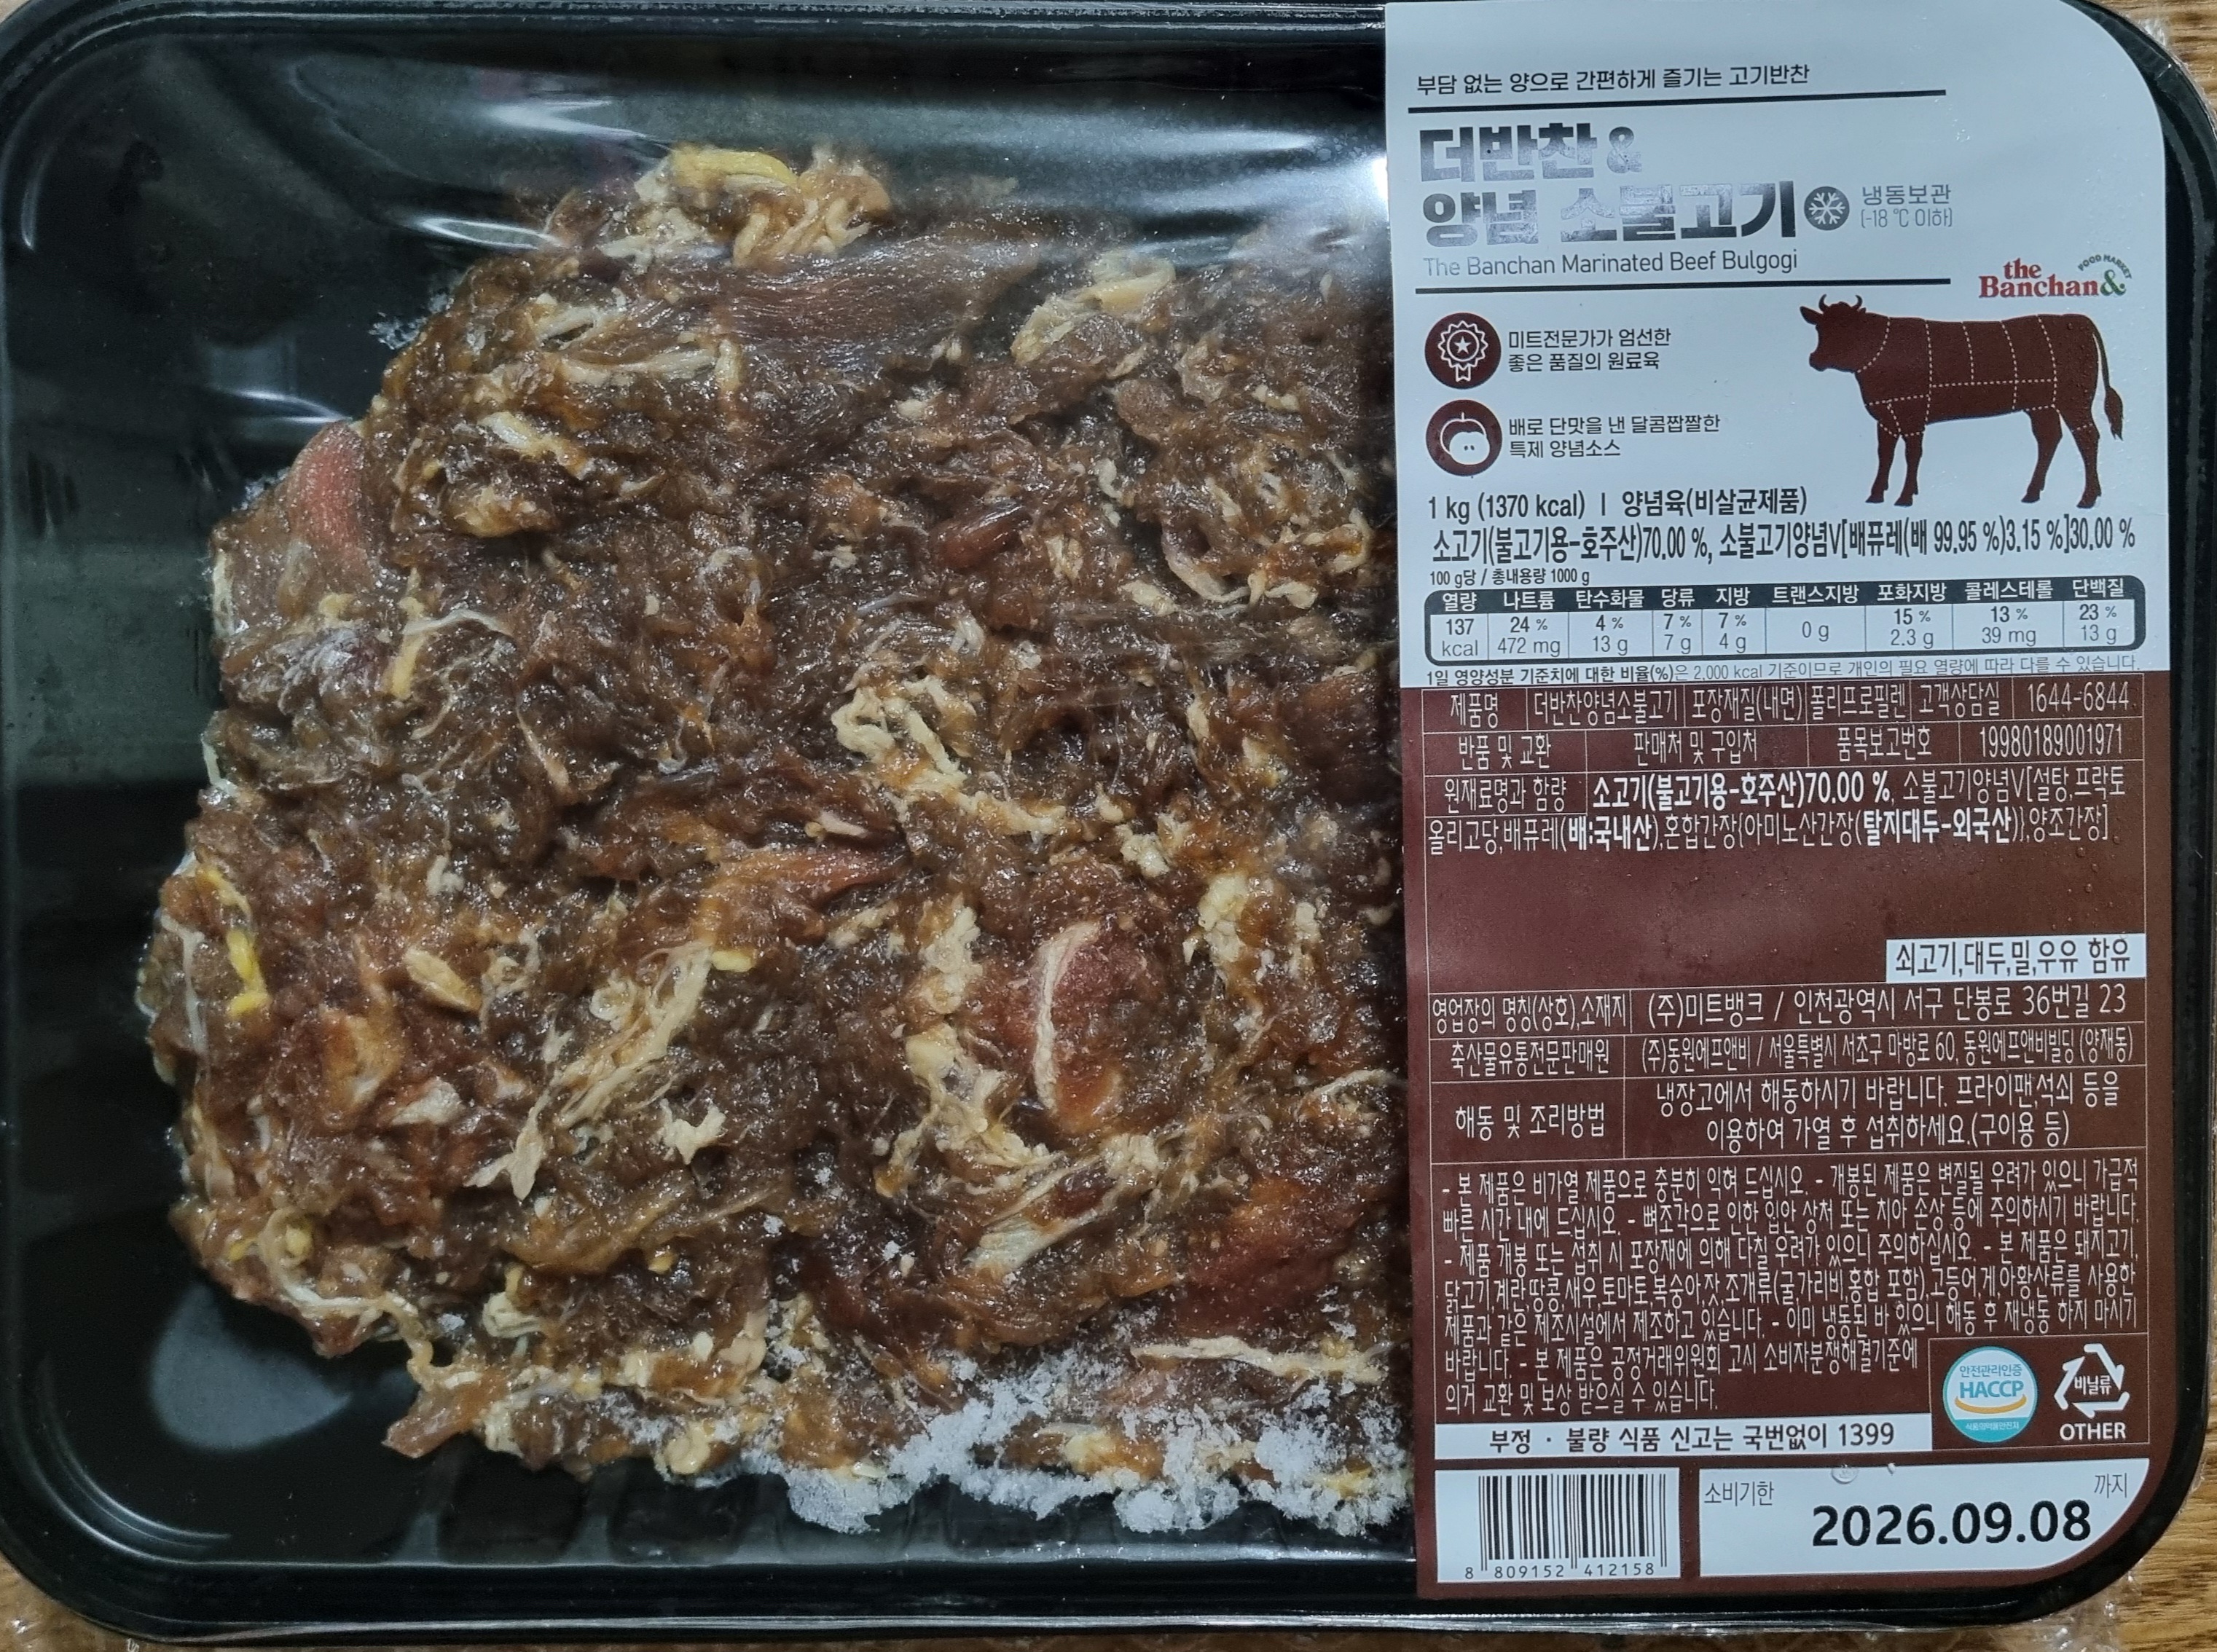 부담 없는 양으로 간편하게 즐기는 고기반찬
더반찬&
양념 소불고기
냉동보관
(-18 ℃ 이하)
The Banchan Marinated Beef Bulgogi
the
Banchan&
FOOD MARKET
미트전문가가 엄선한
좋은 품질의 원료육
배로 단맛을 낸 달콤짭짤한
특제 양념소스
1 kg (1370 kcal) I 양념육(비살균제품)
소고기(불고기용-호주산)70.00 %, 소불고기양념V[배퓨레(배 99.95 %)3.15 %]30.00 %
100 g당 / 총내용량 1000 g
열량 나트륨 탄수화물 당류 지방 트랜스지방 포화지방 콜레스테롤 단백질
137 24 % 4 % 7 % 7 % 0 g 15 % 13 % 23 %
kcal 472 mg 13 g 7 g 4 g 2.3 g 39 mg 13 g
1일 영양성분 기준치에 대한 비율(%)은 2,000 kcal 기준이므로 개인의 필요 열량에 따라 다를 수 있습니다.
제품명 더반찬양념소불고기 포장재질(내면) 폴리프로필렌 고객상담실 1644-6844
반품 및 교환 판매처 및 구입처 품목보고번호 19980189001971
원재료명과 함량 소고기(불고기용-호주산)70.00 %, 소불고기양념V[설탕,프락토
올리고당,배퓨레(배:국내산),혼합간장{아미노산간장(탈지대두-외국산)},양조간장]
쇠고기,대두,밀,우유 함유
영업장의 명칭(상호),소재지 (주)미트뱅크 / 인천광역시 서구 단봉로 36번길 23
축산물유통전문판매원 (주)동원에프앤비 / 서울특별시 서초구 마방로 60, 동원에프앤비빌딩 (양재동)
해동 및 조리방법 냉장고에서 해동하시기 바랍니다. 프라이팬,석쇠 등을
이용하여 가열 후 섭취하세요.(구이용 등)
- 본 제품은 비가열 제품으로 충분히 익혀 드십시오. - 개봉된 제품은 변질될 우려가 있으니 가급적
빠른 시간 내에 드십시오. - 뼈조각으로 인한 입안 상처 또는 치아 손상 등에 주의하시기 바랍니다.
- 제품 개봉 또는 섭취 시 포장재에 의해 다칠 우려가 있으니 주의하십시오. - 본 제품은 돼지고기,
닭고기,계란,땅콩,새우,토마토,복숭아,잣,조개류(굴,가리비,홍합 포함),고등어,게,아황산류를 사용한
제품과 같은 제조시설에서 제조하고 있습니다. - 이미 냉동된 바 있으니 해동 후 재냉동 하지 마시기
바랍니다. - 본 제품은 공정거래위원회 고시 소비자분쟁해결기준에
의거 교환 및 보상 받으실 수 있습니다.
안전관리인증
HACCP
식품의약품안전처
비닐류
OTHER
부정 · 불량 식품 신고는 국번없이 1399
8 809152 412158
소비기한
2026.09.08 까지